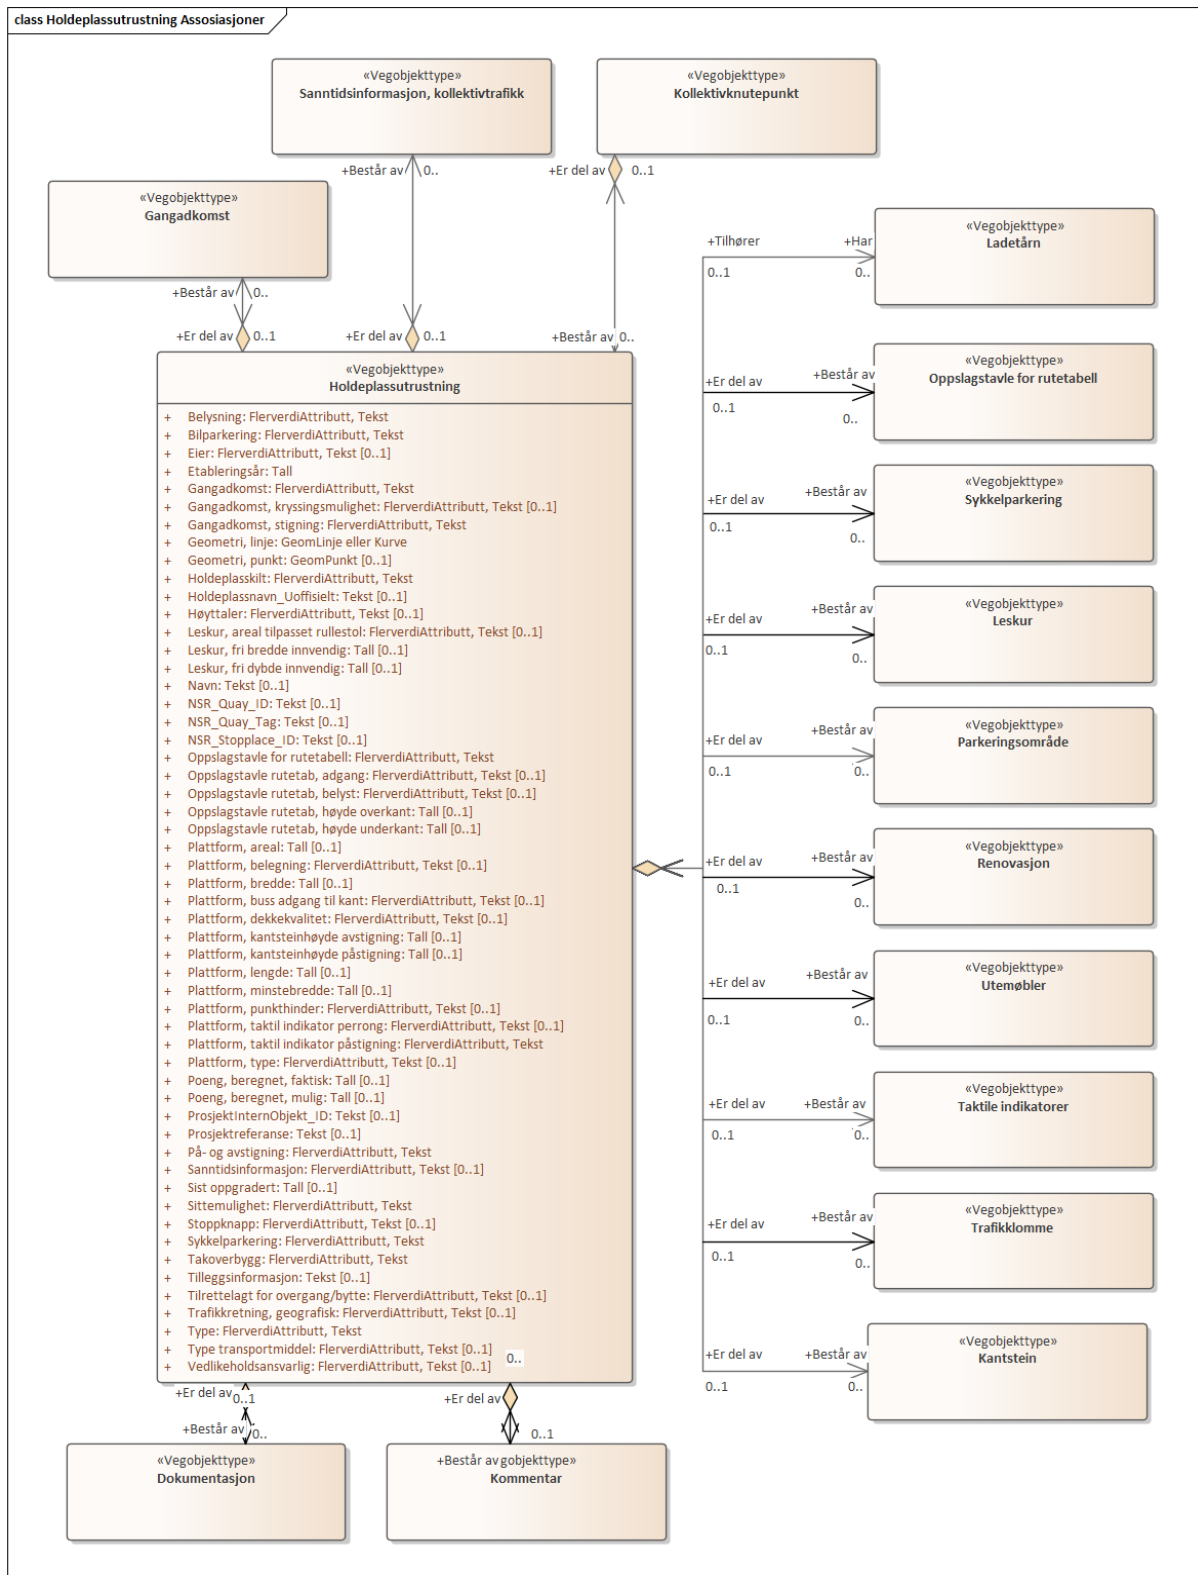 class Holdeplassutrustning Assosiasjoner
«Vegobjekttype»
Sanntidsinformasjon, kollektivtrafikk
«Vegobjekttype»
Kollektivknutepunkt
+Består av 0..
+Er del av 0..1
«Vegobjekttype»
Gangadkomst
+Består av 0..
+Er del av 0..1
+Er del av 0..1
+Består av 0..
«Vegobjekttype»
Holdeplassutrustning
+ Belysning: FlerverdiAttributt, Tekst
+ Bilparkering: FlerverdiAttributt, Tekst
+ Eier: FlerverdiAttributt, Tekst [0..1]
+ Etableringsår: Tall
+ Gangadkomst: FlerverdiAttributt, Tekst
+ Gangadkomst, kryssingsmulighet: FlerverdiAttributt, Tekst [0..1]
+ Gangadkomst, stigning: FlerverdiAttributt, Tekst
+ Geometri, linje: GeomLinje eller Kurve
+ Geometri, punkt: GeomPunkt [0..1]
+ Holdeplasskilt: FlerverdiAttributt, Tekst
+ Holdeplassnavn_Uoffisielt: Tekst [0..1]
+ Høyttaler: FlerverdiAttributt, Tekst [0..1]
+ Leskur, areal tilpasset rullestol: FlerverdiAttributt, Tekst [0..1]
+ Leskur, fri bredde innvendig: Tall [0..1]
+ Leskur, fri dybde innvendig: Tall [0..1]
+ Navn: Tekst [0..1]
+ NSR_Quay_ID: Tekst [0..1]
+ NSR_Quay_Tag: Tekst [0..1]
+ NSR_Stopplace_ID: Tekst [0..1]
+ Oppslagstavle for rutetabell: FlerverdiAttributt, Tekst
+ Oppslagstavle rutetab, adgang: FlerverdiAttributt, Tekst [0..1]
+ Oppslagstavle rutetab, belyst: FlerverdiAttributt, Tekst [0..1]
+ Oppslagstavle rutetab, høyde overkant: Tall [0..1]
+ Oppslagstavle rutetab, høyde underkant: Tall [0..1]
+ Plattform, areal: Tall [0..1]
+ Plattform, belegning: FlerverdiAttributt, Tekst [0..1]
+ Plattform, bredde: Tall [0..1]
+ Plattform, buss adgang til kant: FlerverdiAttributt, Tekst [0..1]
+ Plattform, dekkekvalitet: FlerverdiAttributt, Tekst [0..1]
+ Plattform, kantsteinhøyde avstigning: Tall [0..1]
+ Plattform, kantsteinhøyde påstigning: Tall [0..1]
+ Plattform, lengde: Tall [0..1]
+ Plattform, minstebredde: Tall [0..1]
+ Plattform, punkthinder: FlerverdiAttributt, Tekst [0..1]
+ Plattform, taktil indikator perrong: FlerverdiAttributt, Tekst [0..1]
+ Plattform, taktil indikator påstigning: FlerverdiAttributt, Tekst
+ Plattform, type: FlerverdiAttributt, Tekst [0..1]
+ Poeng, beregnet, faktisk: Tall [0..1]
+ Poeng, beregnet, mulig: Tall [0..1]
+ ProsjektInternObjekt_ID: Tekst [0..1]
+ Prosjektreferanse: Tekst [0..1]
+ På- og avstigning: FlerverdiAttributt, Tekst
+ Sanntidsinformasjon: FlerverdiAttributt, Tekst [0..1]
+ Sist oppgradert: Tall [0..1]
+ Sittemulighet: FlerverdiAttributt, Tekst
+ Stoppknapp: FlerverdiAttributt, Tekst [0..1]
+ Sykkelparkering: FlerverdiAttributt, Tekst
+ Takoverbygg: FlerverdiAttributt, Tekst
+ Tilleggsinformasjon: Tekst [0..1]
+ Tilrettelagt for overgang/bytte: FlerverdiAttributt, Tekst [0..1]
+ Trafikkretning, geografisk: FlerverdiAttributt, Tekst [0..1]
+ Type: FlerverdiAttributt, Tekst
+ Type transportmiddel: FlerverdiAttributt, Tekst [0..1]
+ Vedlikeholdsansvarlig: FlerverdiAttributt, Tekst [0..1]
0..
+Tilhører +Har
0..1 0..
«Vegobjekttype»
Ladetårn
+Er del av +Består av
0..1 0..
«Vegobjekttype»
Oppslagstavle for rutetabell
+Er del av +Består av
0..1 0..
«Vegobjekttype»
Sykkelparkering
+Er del av +Består av
0..1 0..
«Vegobjekttype»
Leskur
+Er del av +Består av
0..1 0..
«Vegobjekttype»
Parkeringsområde
+Er del av +Består av
0..1 0..
«Vegobjekttype»
Renovasjon
+Er del av +Består av
0..1 0..
«Vegobjekttype»
Utemøbler
+Er del av +Består av
0..1 0..
«Vegobjekttype»
Taktile indikatorer
+Er del av +Består av
0..1 0..
«Vegobjekttype»
Trafikklomme
+Er del av +Består av
0..1 0..
«Vegobjekttype»
Kantstein
+Er del av 0..1
+Består av 0..
«Vegobjekttype»
Dokumentasjon
+Er del av
0..1
+Består av gobjekttype»
Kommentar